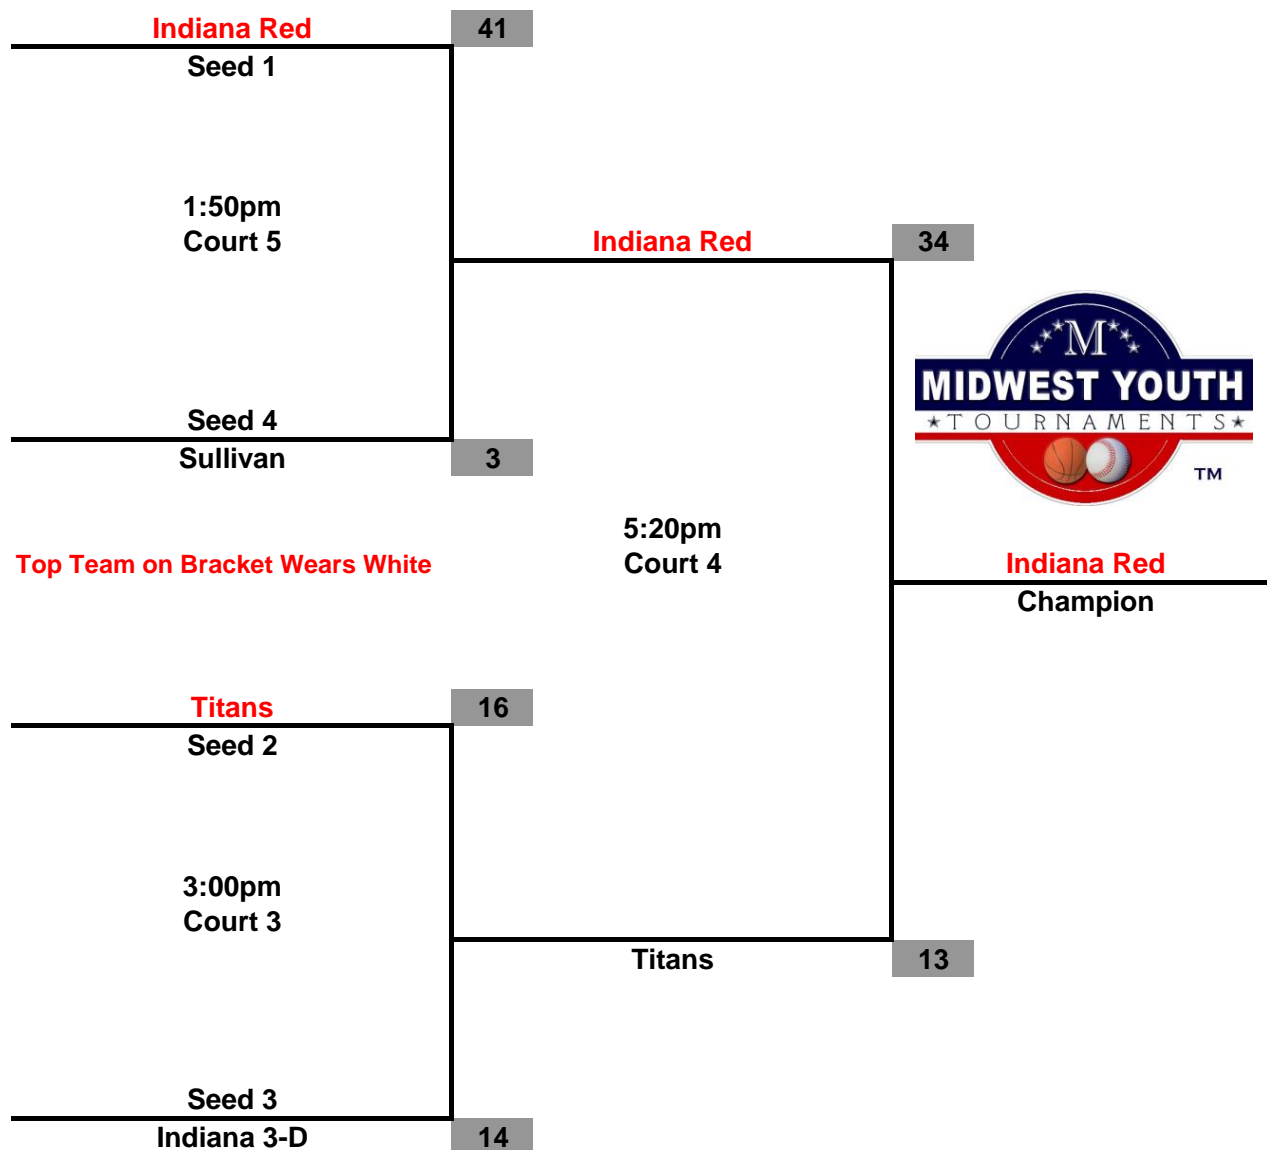 Indiana Red 41
Seed 1
1:50pm
Court 5
Indiana Red 34
M
MIDWEST YOUTH
TOURNAMENTS
TM
Seed 4
Sullivan 3
5:20pm
Top Team on Bracket Wears White
Court 4
Indiana Red
Champion
Titans 16
Seed 2
3:00pm
Court 3
Titans 13
Seed 3
Indiana 3-D 14